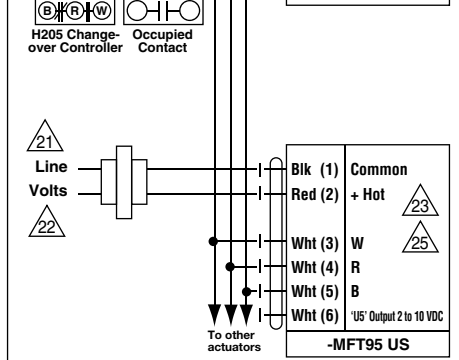 B R W
H205 Change-
over Controller
Occupied
Contact
21
Line
Volts
22
Blk (1) Common
Red (2) + Hot
23
25
Wht (3) W
Wht (4) R
Wht (5) B
Wht (6) 'U5' Output 2 to 10 VDC
To other
actuators
-MFT95 US